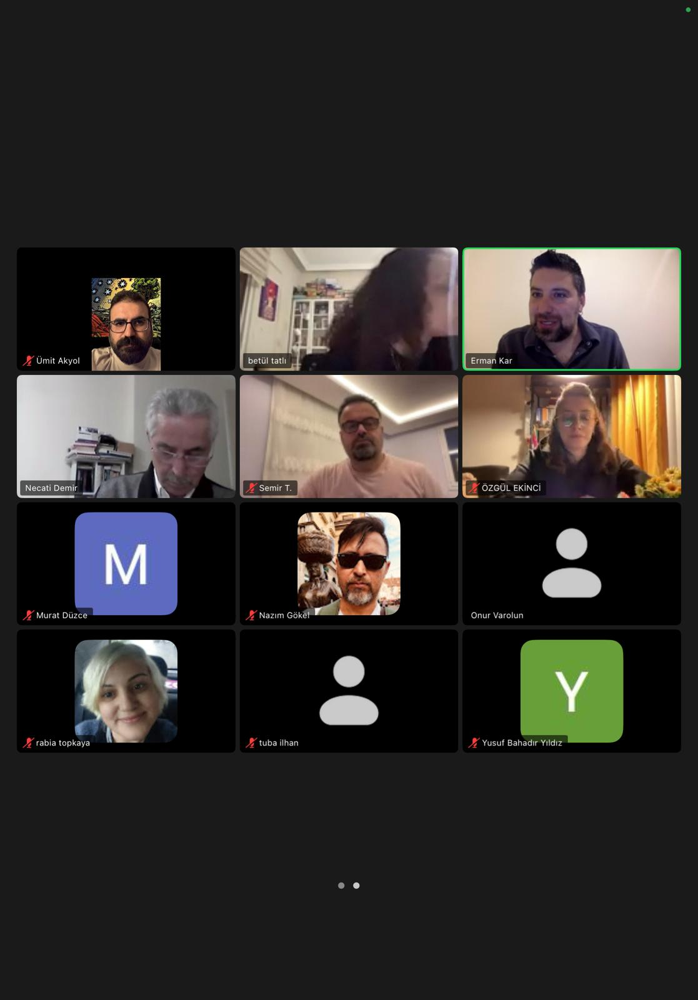 Ümit Akyol
betül tatlı
Erman Kar
Necati Demir
Semir T.
ÖZGÜL EKİNCİ
M
Murat Düzce
Nazım Gökel
Onur Varolun
rabia topkaya
tuba ilhan
Y
Yusuf Bahadır Yıldız